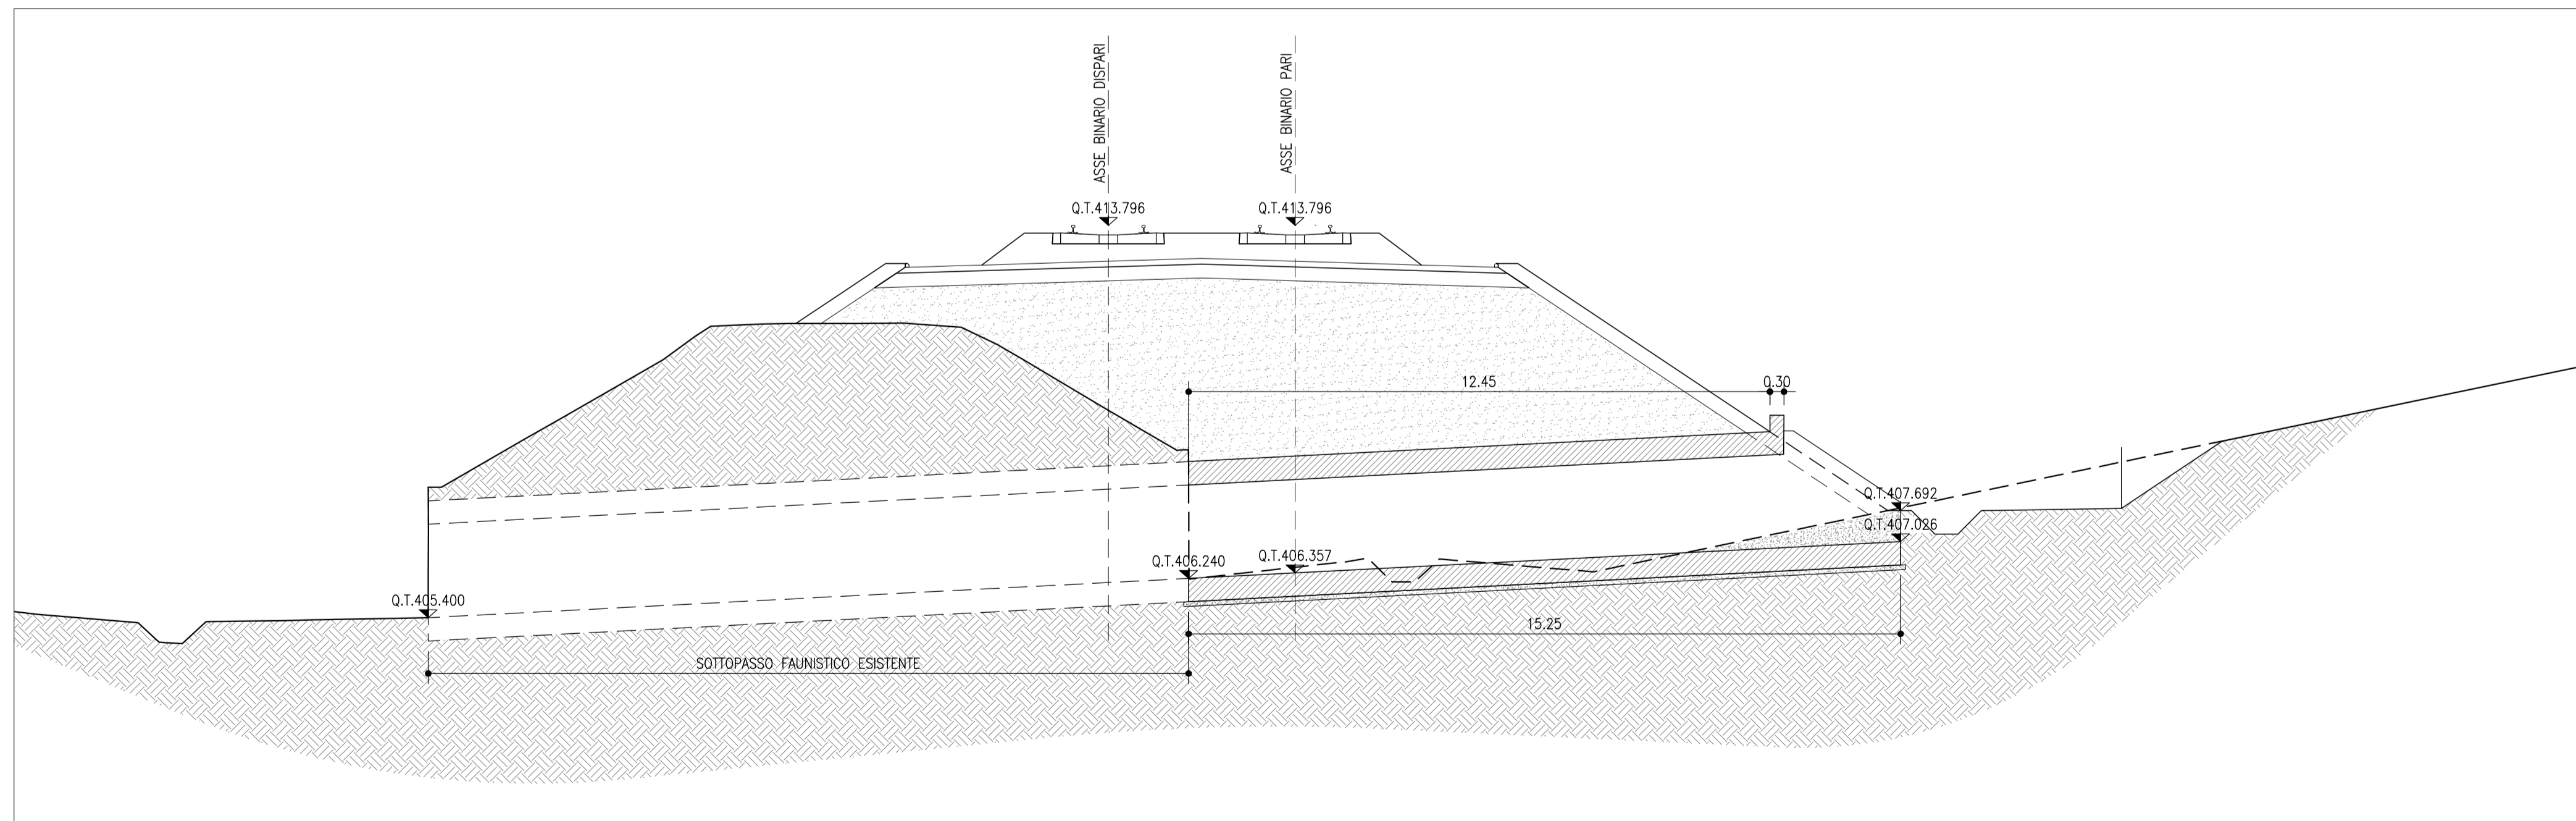 ASSE BINARIO DISPARI
ASSE BINARIO PARI
Q.T.413.796
Q.T.413.796
12.45
0.30
Q.T.407.692
Q.T.407.026
Q.T.406.240
Q.T.406.357
Q.T.405.400
15.25
SOTTOPASSO FAUNISTICO ESISTENTE